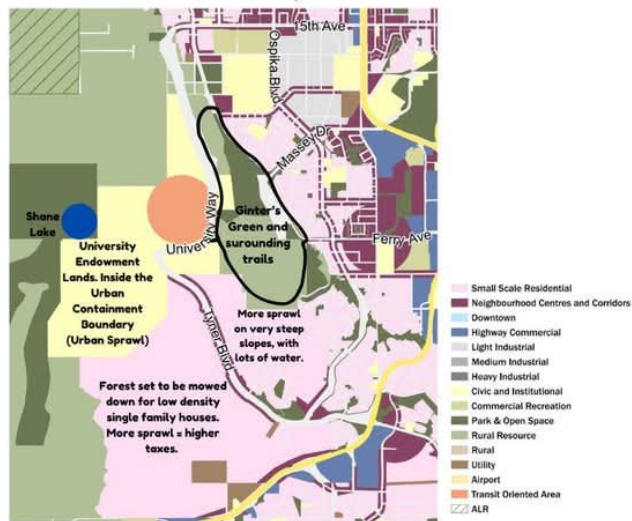 15th Ave
Ospika Blvd
Massey Dr
Shane
Lake
University Way
Ginter's
Green and
surounding
trails
Ferry Ave
University
Endowment
Lands. Inside the
Urban
Containment
Boundary
(Urban Sprawl)
More sprawl
on very steep
slopes, with
lots of water.
Tyner Blvd
Forest set to be mowed
down for low density
single family houses.
More sprawl = higher
taxes.
Small Scale Residential
Neighbourhood Centres and Corridors
Downtown
Highway Commercial
Light Industrial
Medium Industrial
Heavy Industrial
Civic and Institutional
Commercial Recreation
Park & Open Space
Rural Resource
Rural
Utility
Airport
Transit Oriented Area
ALR